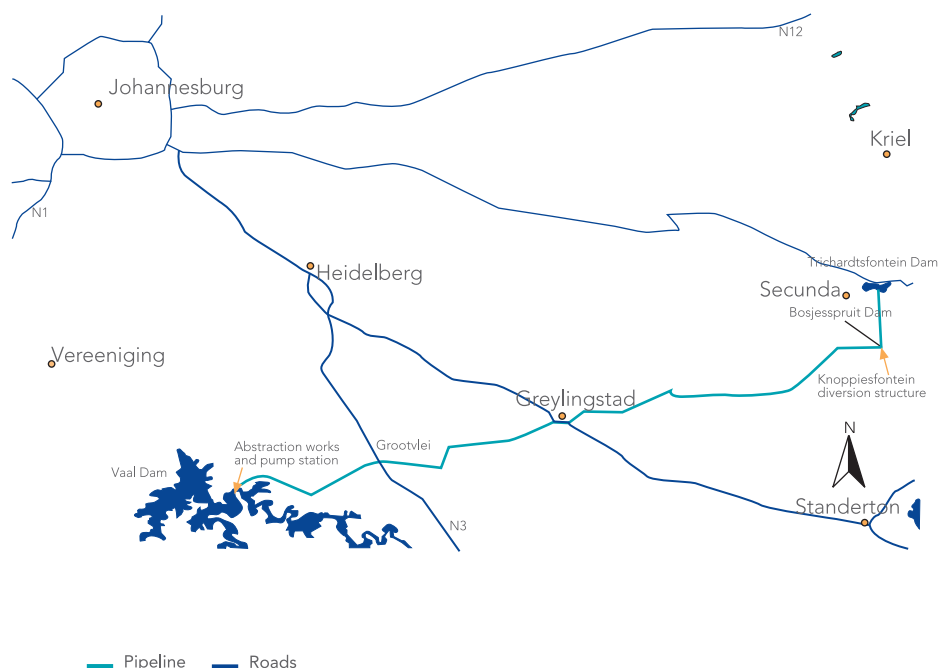 N12
Johannesburg
Kriel
N1
Trichardtsfontein Dam
Heidelberg
Secunda
Bosjesspruit Dam
Vereeniging
Knoppiesfontein
diversion structure
Greylingstad
N
Abstraction works
and pump station
Grootvlei
Vaal Dam
Standerton
N3
Pipeline
Roads